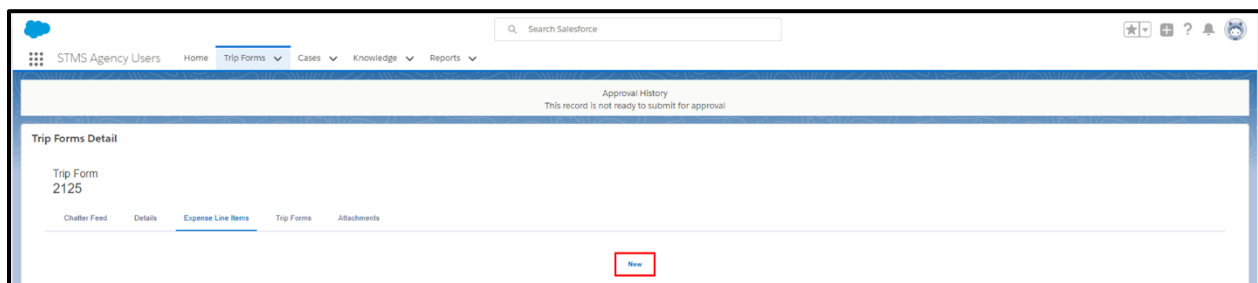 Search Salesforce
STMS Agency Users Home Trip Forms Cases Knowledge Reports
Approval History
This record is not ready to submit for approval
Trip Forms Detail
Trip Form
2125
Chatter Feed Details Expense Line Items Trip Forms Attachments
New